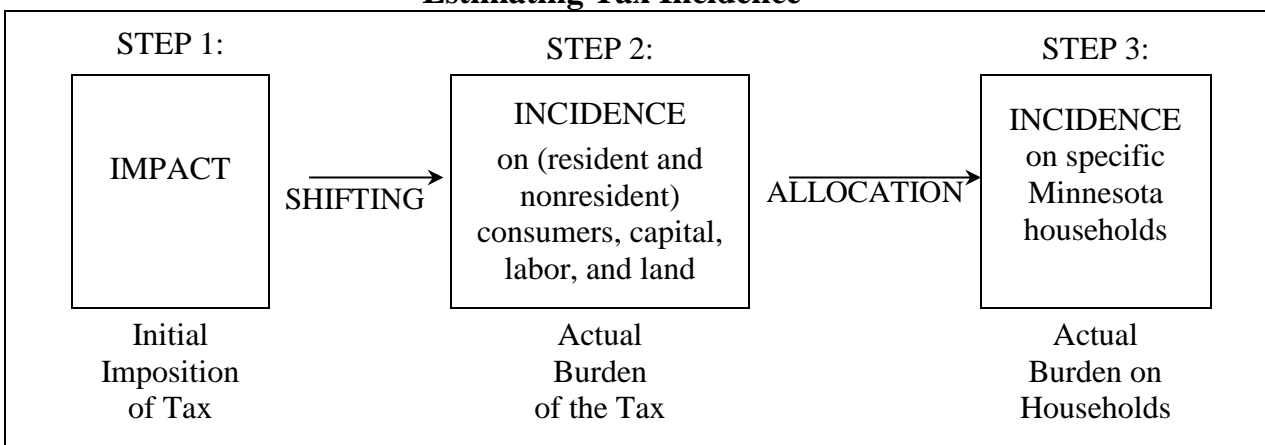 Estimating Tax Incidence
STEP 1:
IMPACT
Initial
Imposition
of Tax
SHIFTING
STEP 2:
INCIDENCE
on (resident and
nonresident)
consumers, capital,
labor, and land
Actual
Burden
of the Tax
ALLOCATION
STEP 3:
INCIDENCE
on specific
Minnesota
households
Actual
Burden on
Households